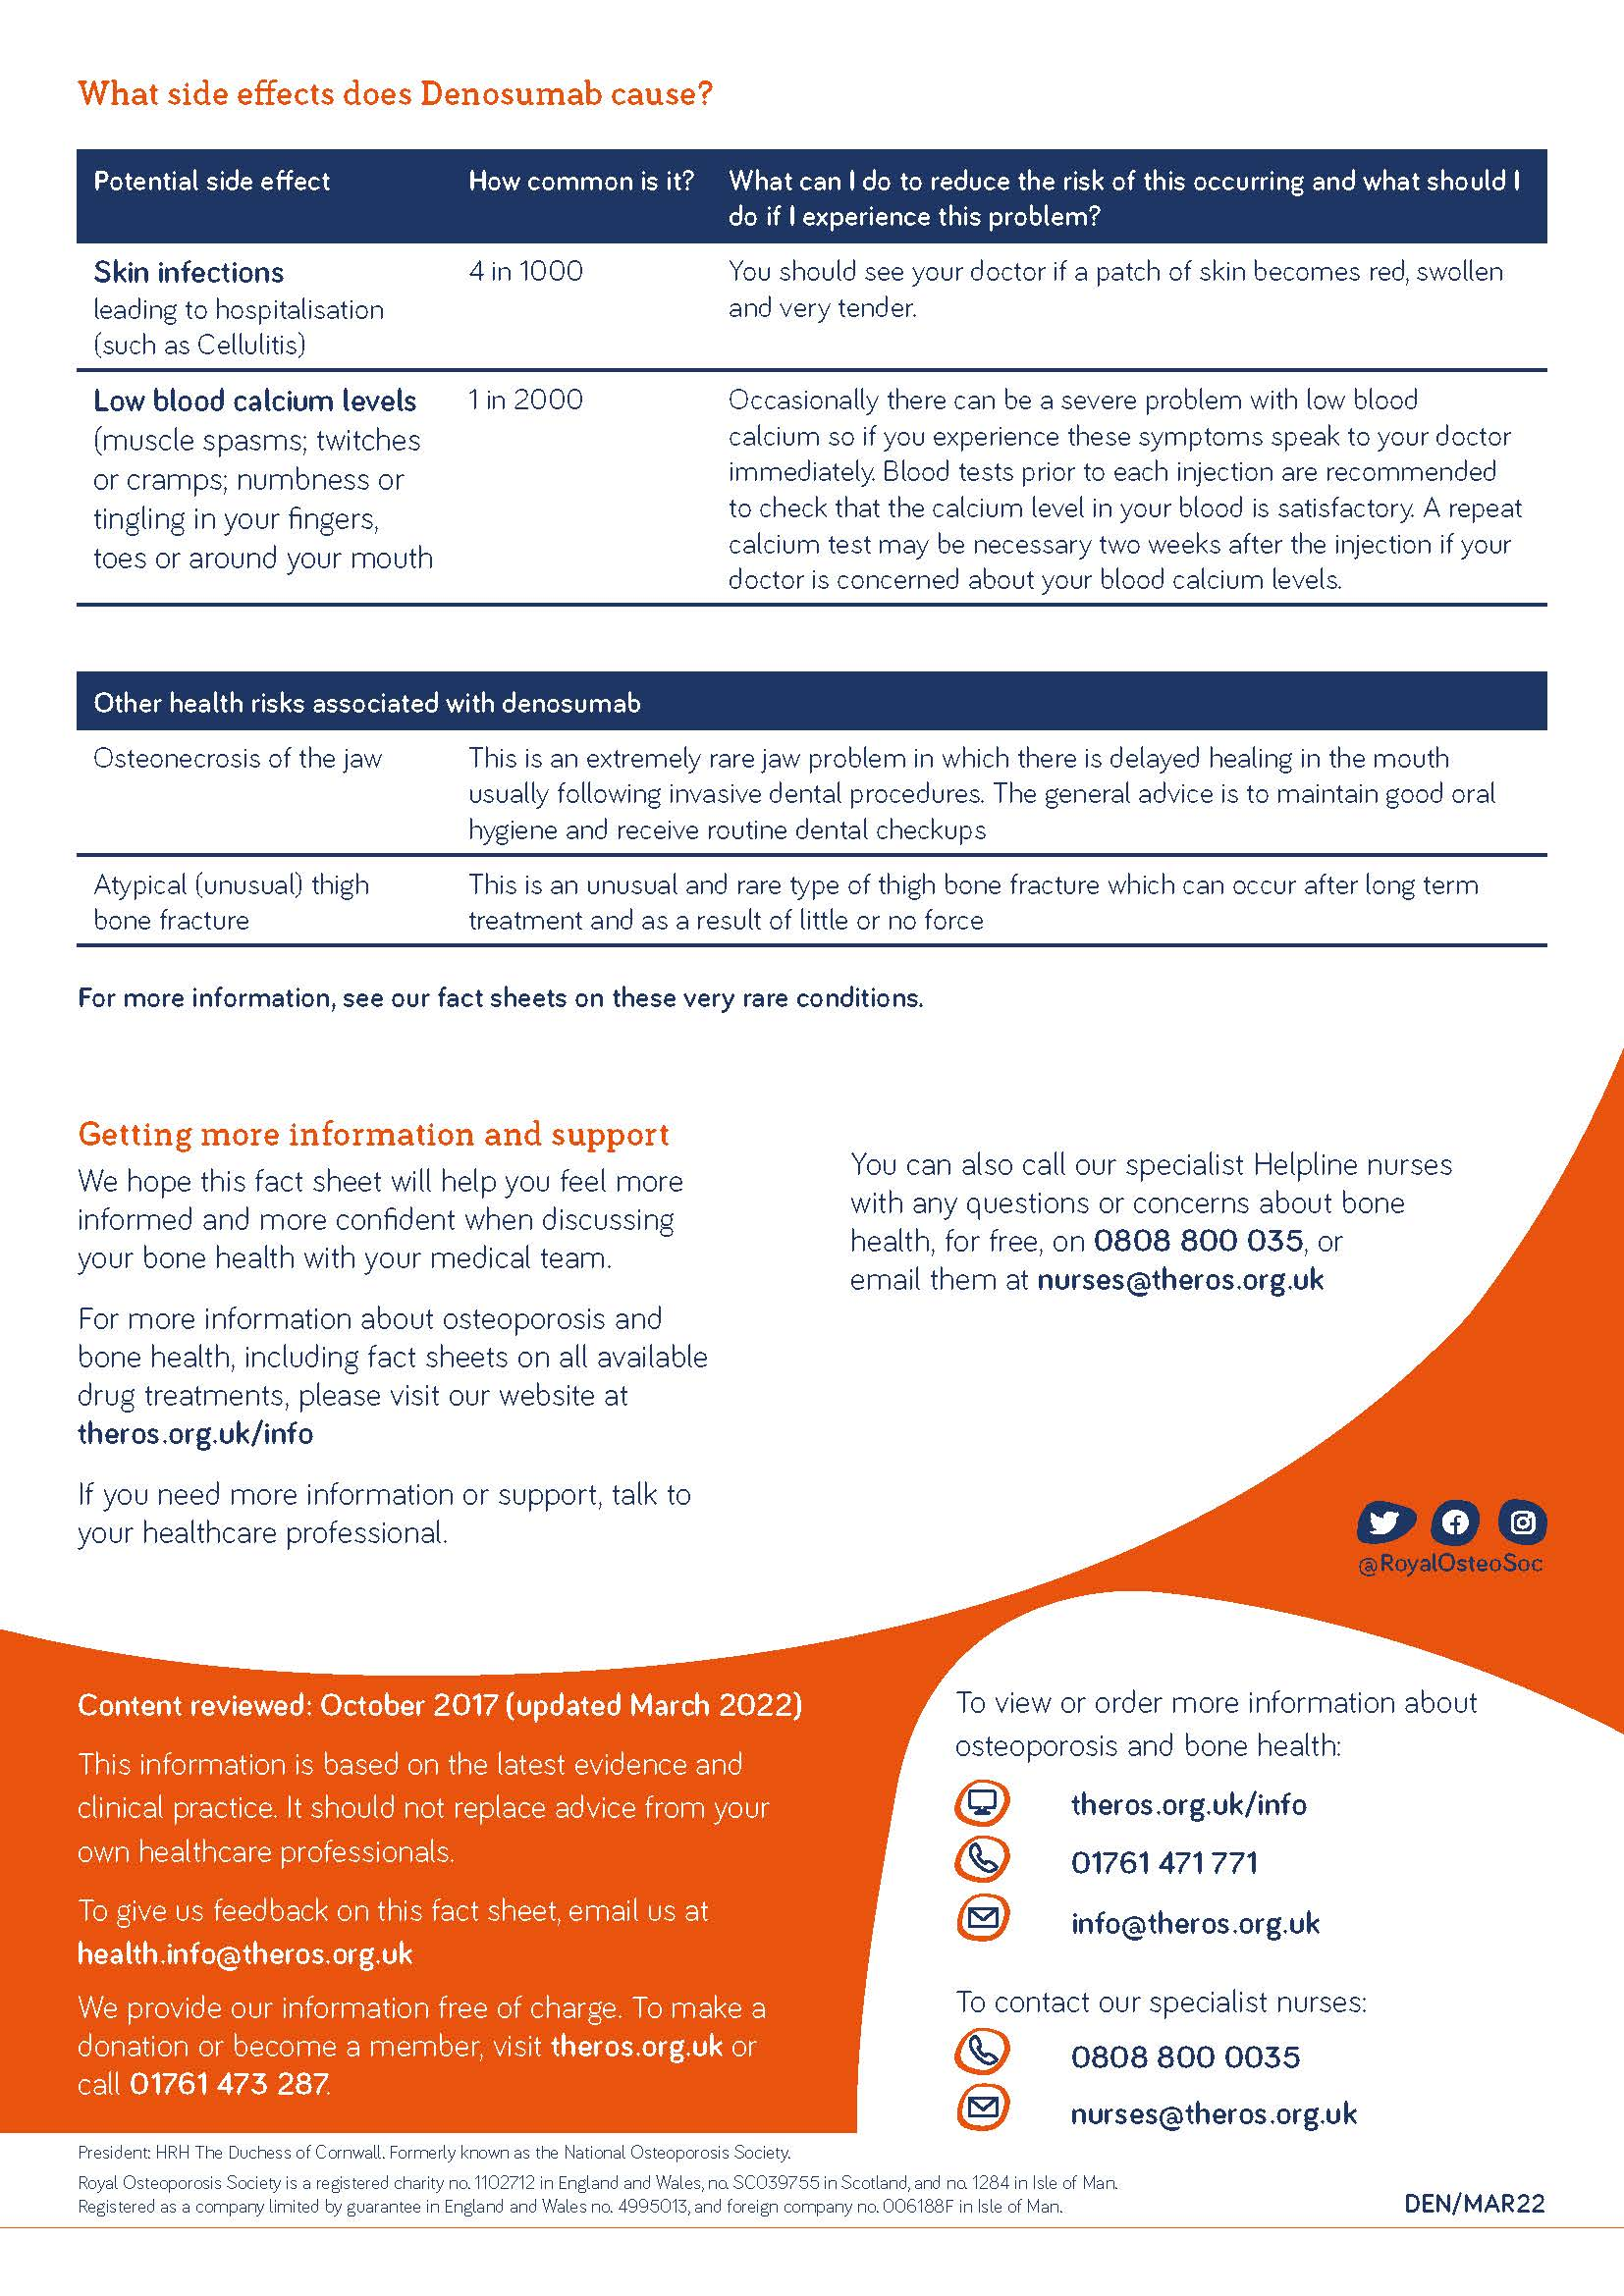 What side effects does Denosumab cause?
Potential side effect
How common is it?
What can I do to reduce the risk of this occurring and what should I
do if I experience this problem?
Skin infections
leading to hospitalisation
(such as Cellulitis)
4 in 1000
You should see your doctor if a patch of skin becomes red, swollen
and very tender.
Low blood calcium levels
(muscle spasms; twitches
or cramps; numbness or
tingling in your fingers,
toes or around your mouth
1 in 2000
Occasionally there can be a severe problem with low blood
calcium so if you experience these symptoms speak to your doctor
immediately. Blood tests prior to each injection are recommended
to check that the calcium level in your blood is satisfactory. A repeat
calcium test may be necessary two weeks after the injection if your
doctor is concerned about your blood calcium levels.
Other health risks associated with denosumab
Osteonecrosis of the jaw
This is an extremely rare jaw problem in which there is delayed healing in the mouth
usually following invasive dental procedures. The general advice is to maintain good oral
hygiene and receive routine dental checkups
Atypical (unusual) thigh
bone fracture
This is an unusual and rare type of thigh bone fracture which can occur after long term
treatment and as a result of little or no force
For more information, see our fact sheets on these very rare conditions.
Getting more information and support
We hope this fact sheet will help you feel more
informed and more confident when discussing
your bone health with your medical team.
For more information about osteoporosis and
bone health, including fact sheets on all available
drug treatments, please visit our website at
theros.org.uk/info
If you need more information or support, talk to
your healthcare professional.
You can also call our specialist Helpline nurses
with any questions or concerns about bone
health, for free, on 0808 800 035, or
email them at nurses@theros.org.uk
@RoyalOsteoSoc
Content reviewed: October 2017 (updated March 2022)
This information is based on the latest evidence and
clinical practice. It should not replace advice from your
own healthcare professionals.
To give us feedback on this fact sheet, email us at
health.info@theros.org.uk
We provide our information free of charge. To make a
donation or become a member, visit theros.org.uk or
call 01761 473 287.
To view or order more information about
osteoporosis and bone health:
theros.org.uk/info
01761 471 771
info@theros.org.uk
To contact our specialist nurses:
0808 800 0035
nurses@theros.org.uk
President: HRH The Duchess of Cornwall. Formerly known as the National Osteoporosis Society.
Royal Osteoporosis Society is a registered charity no. 1102712 in England and Wales, no. SC039755 in Scotland, and no. 1284 in Isle of Man.
Registered as a company limited by guarantee in England and Wales no. 4995013, and foreign company no. 006188F in Isle of Man.
DEN/MAR22